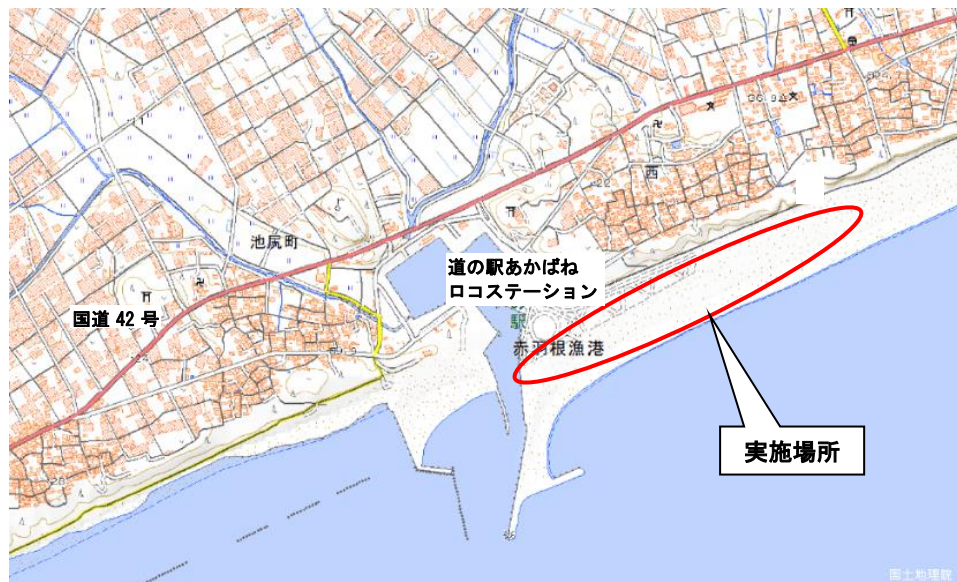 西
池尻町
道の駅あかばね
ロコステーション
国道 42 号
駅
赤羽根漁港
実施場所
国土地理院